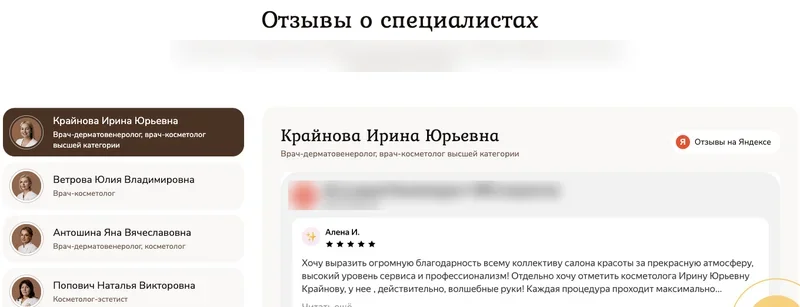 Отзывы о специалистах
Крайнова Ирина Юрьевна
Врач-дерматовенеролог, врач-косметолог
высшей категории
Ветрова Юлия Владимировна
Врач-косметолог
Антошина Яна Вячеславовна
Врач-дерматовенеролог, косметолог
Попович Наталья Викторовна
Косметолог-эстетист
Крайнова Ирина Юрьевна
Врач-дерматовенеролог, врач-косметолог высшей категории
Я Отзывы на Яндексе
Алена И.
Хочу выразить огромную благодарность всему коллективу салона красоты за прекрасную атмосферу,
высокий уровень сервиса и профессионализм! Отдельно хочу отметить косметолога Ирину Юрьевну
Крайнову, у нее , действительно, волшебные руки! Каждая процедура проходит максимально...
Читать ещё